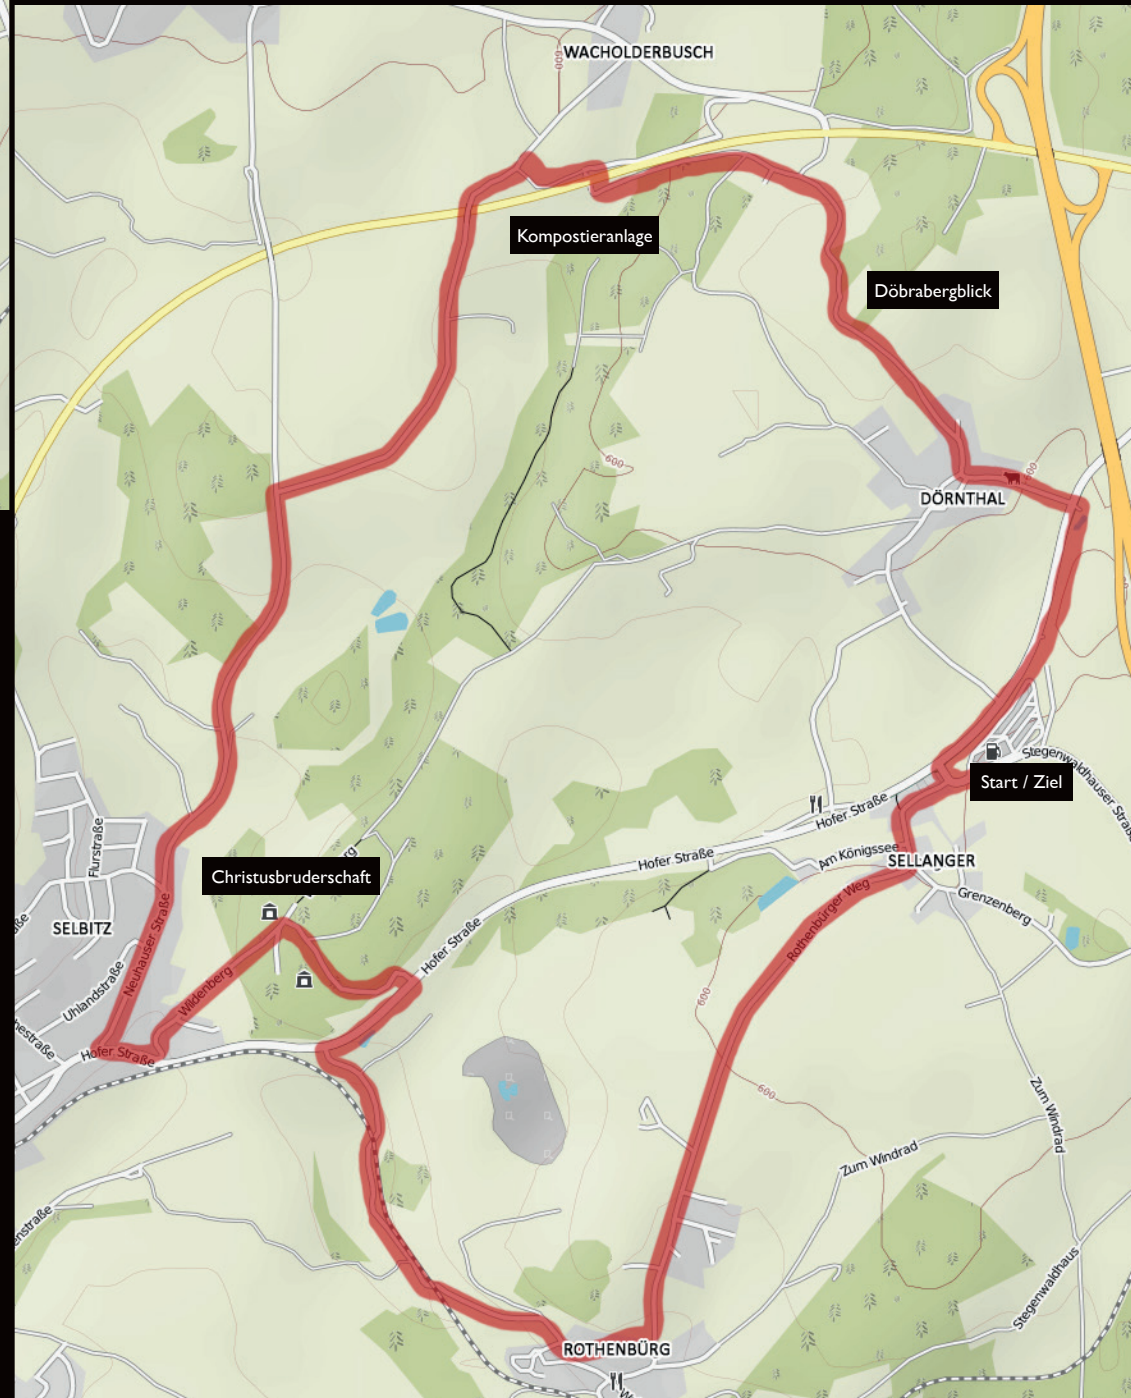 WACHOLDERBUSCH
600
Kompostieranlage
Döbrabergblick
600
600
DÖRNTHAL
Stegenwaldhauser Straße
Start / Ziel
Hofer Straße
Flurstraße
Hofer Straße
Am Königssee
SELLANGER
Christusbruderschaft
Rothenbürger Weg
Grenzenberg
SELBITZ
Neuhauser Straße
Hofer Straße
Wildenberg
Uhlandstraße
600
Hofer Straße
600
Zum Windrad
Zum Windrad
Stegenwaldhaus
ROTHENBÜRG